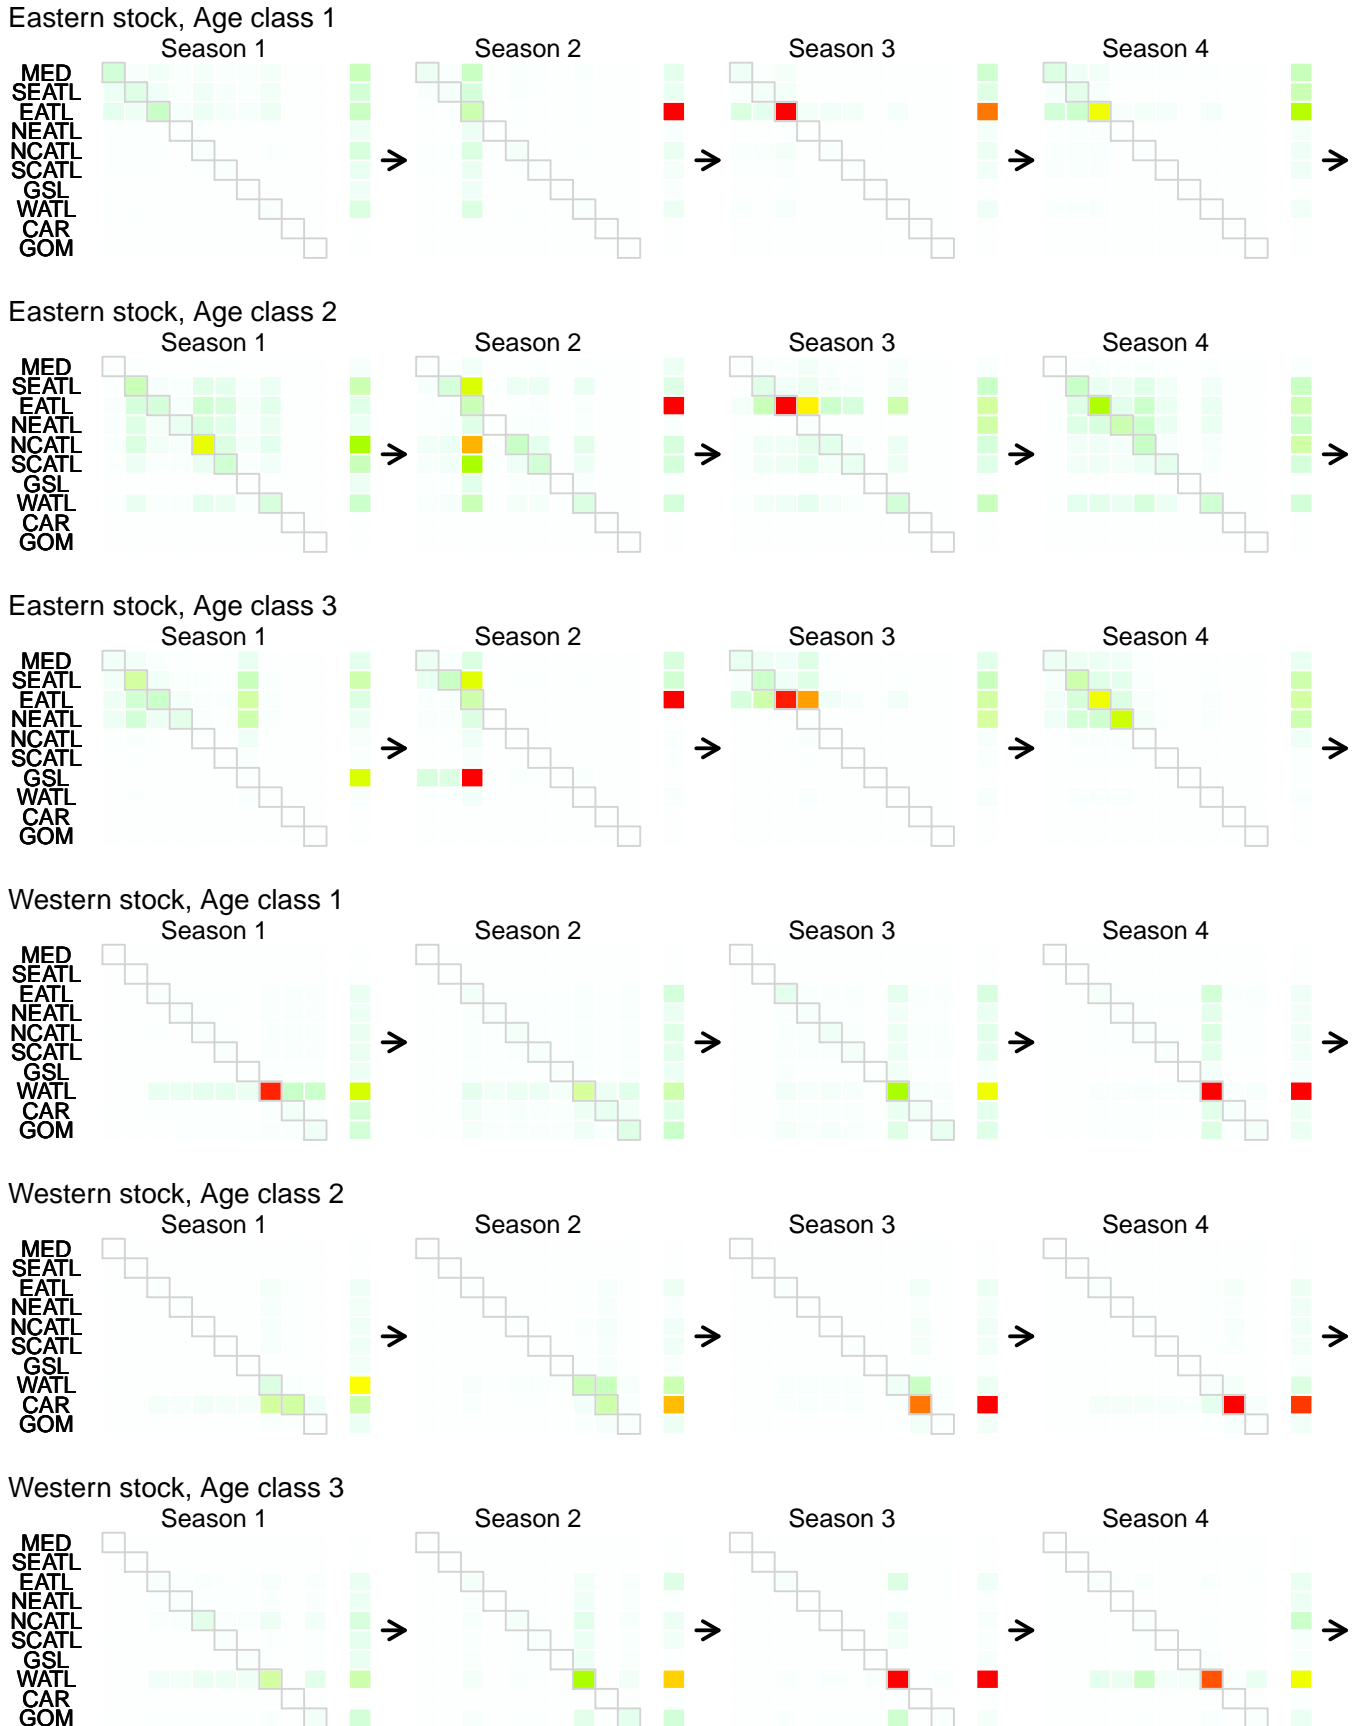 Eastern stock, Age class 1
Season 1 Season 2 Season 3 Season 4
MED
SEATL
EATL
NEATL
NCATL
SCATL
GSL
WATL
CAR
GOM
Eastern stock, Age class 2
Season 1 Season 2 Season 3 Season 4
MED
SEATL
EATL
NEATL
NCATL
SCATL
GSL
WATL
CAR
GOM
Eastern stock, Age class 3
Season 1 Season 2 Season 3 Season 4
MED
SEATL
EATL
NEATL
NCATL
SCATL
GSL
WATL
CAR
GOM
Western stock, Age class 1
Season 1 Season 2 Season 3 Season 4
MED
SEATL
EATL
NEATL
NCATL
SCATL
GSL
WATL
CAR
GOM
Western stock, Age class 2
Season 1 Season 2 Season 3 Season 4
MED
SEATL
EATL
NEATL
NCATL
SCATL
GSL
WATL
CAR
GOM
Western stock, Age class 3
Season 1 Season 2 Season 3 Season 4
MED
SEATL
EATL
NEATL
NCATL
SCATL
GSL
WATL
CAR
GOM